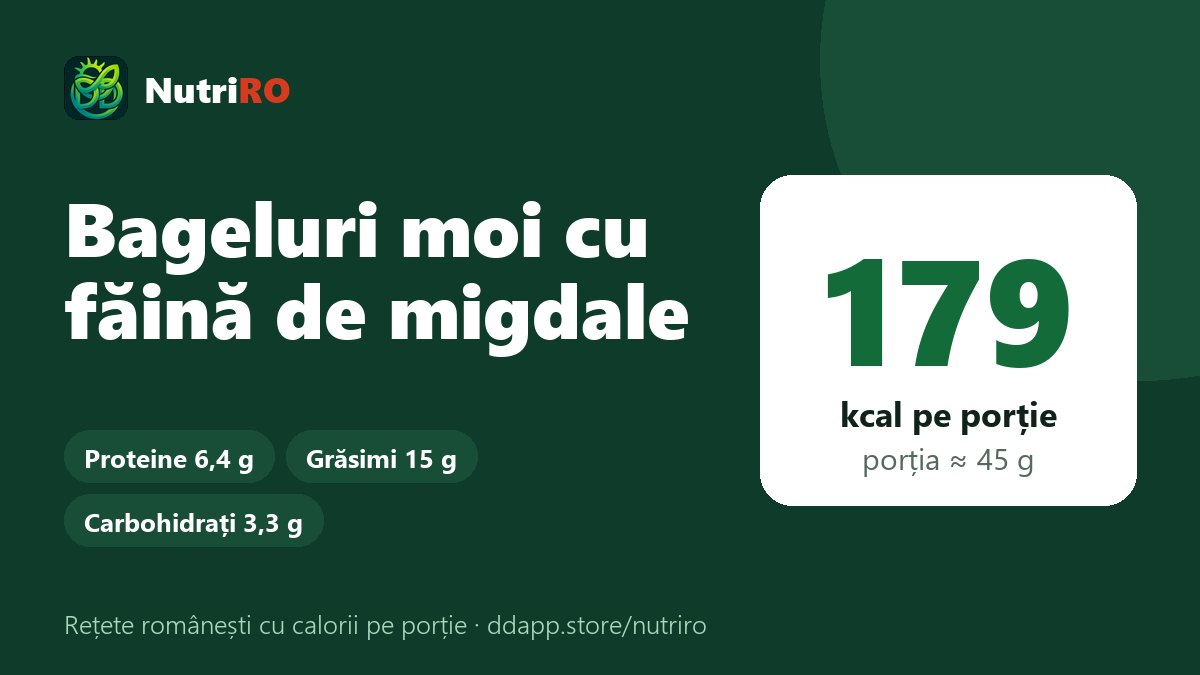 NutriRO
Bageluri moi cu
făină de migdale
179
kcal pe porție
porția ≈ 45 g
Proteine 6,4 g
Grăsimi 15 g
Carbohidrați 3,3 g
Rețete românești cu calorii pe porție · ddapp.store/nutriro